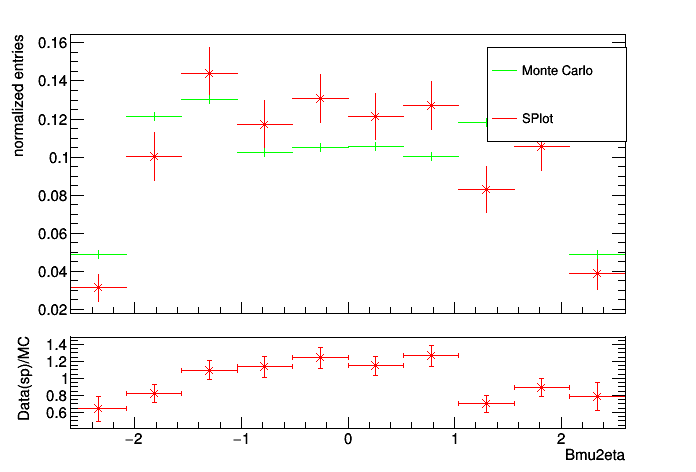 normalized entries
0.16
0.14
0.12
0.1
0.08
0.06
0.04
0.02
Monte Carlo
SPlot
Data(sp)/MC
1.4
1.2
1
0.8
0.6
−2 −1 0 1 2
Bmu2eta